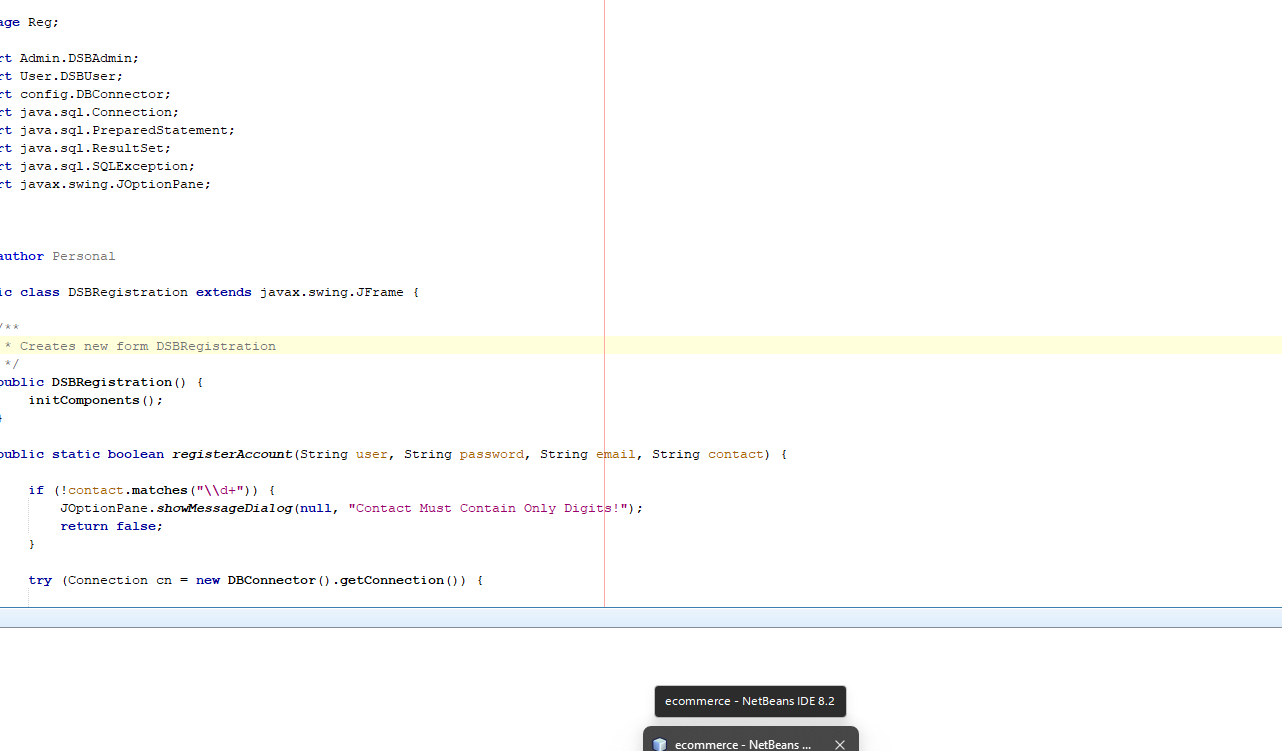 age Reg;
rt Admin.DSBAdmin;
rt User.DSBUser;
rt config.DBConnector;
rt java.sql.Connection;
rt java.sql.PreparedStatement;
rt java.sql.ResultSet;
rt java.sql.SQLException;
rt javax.swing.JOptionPane;
author Personal
ic class DSBRegistration extends javax.swing.JFrame {
/**
* Creates new form DSBRegistration
*/
public DSBRegistration() {
initComponents();
}
public static boolean registerAccount(String user, String password, String email, String contact) {
if (!contact.matches("\\d+")) {
JOptionPane.showMessageDialog(null, "Contact Must Contain Only Digits!");
return false;
}
try (Connection cn = new DBConnector().getConnection()) {
ecommerce - NetBeans IDE 8.2
ecommerce - NetBeans ...